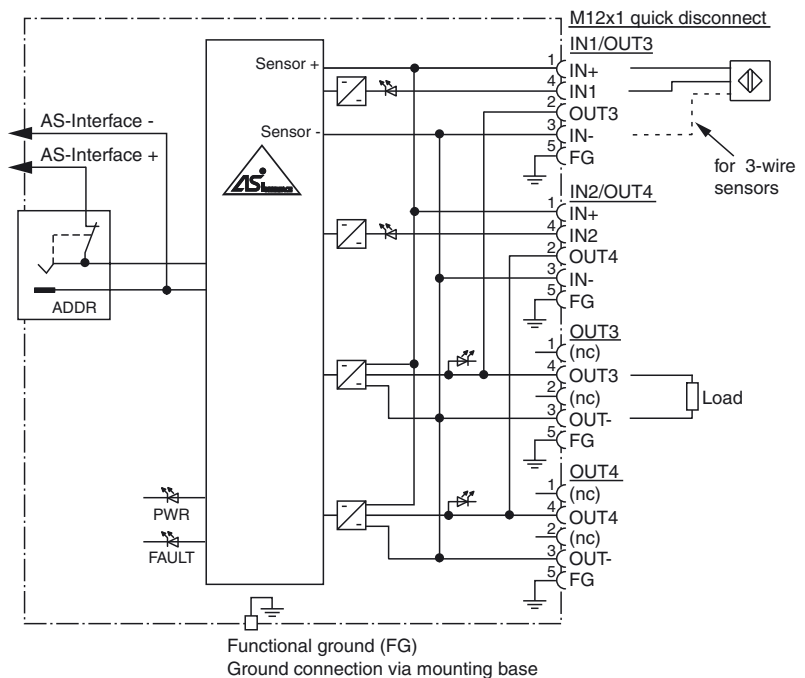 M12x1 quick disconnect
IN1/OUT3
Sensor +
1 IN+
4 IN1
2 OUT3
Sensor -
3 IN-
5 FG
for 3-wire
sensors
AS-Interface -
AS-Interface +
ASi INTERFACE
ADDR
IN2/OUT4
1 IN+
4 IN2
2 OUT4
3 IN-
5 FG
OUT3
1 (nc)
4 OUT3
2 (nc)
3 OUT-
5 FG
Load
OUT4
1 (nc)
4 OUT4
2 (nc)
3 OUT-
5 FG
PWR
FAULT
Functional ground (FG)
Ground connection via mounting base